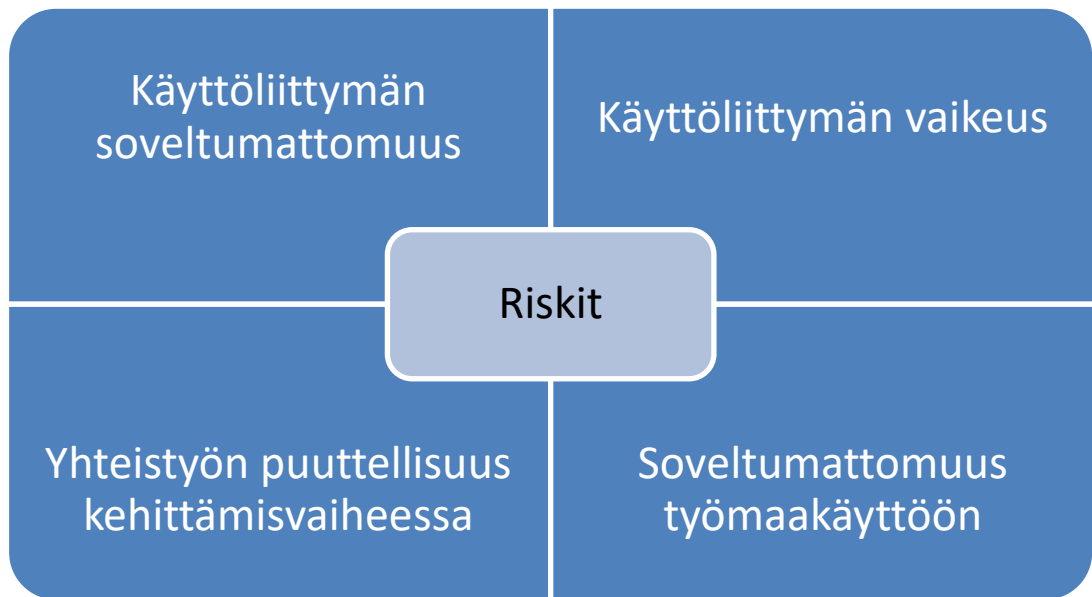 Käyttöliittymän
soveltumattomuus
Käyttöliittymän vaikeus
Riskit
Yhteistyön puuttellisuus
kehittämisvaiheessa
Soveltumattomuus
työmaakäyttöön